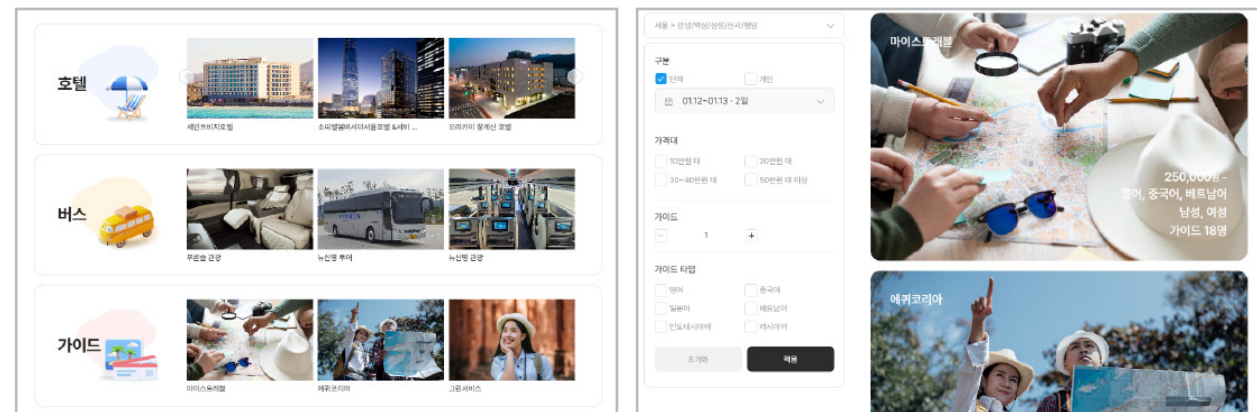 호텔
세인트비치호텔
소피텔앰버서더서울호텔 &서비 ...
오라카이 청계산 호텔
버스
푸른솔 관광
뉴신명 투어
뉴신명 관광
가이드
마이스트래블
에퀴코리아
그린서비스
서울 > 강남/역삼/삼성/신사/청담
구분
단체
개인
01.12~01.13 · 2일
가격대
10만원 대
20만원 대
30~40만원 대
50만원 대 이상
가이드
1
가이드 타입
영어
중국어
일본어
베트남어
인도네시아어
러시아어
초기화
적용
마이스트래블
250,000원 ~
영어, 중국어, 베트남어
남성, 여성
가이드 18명
에퀴코리아